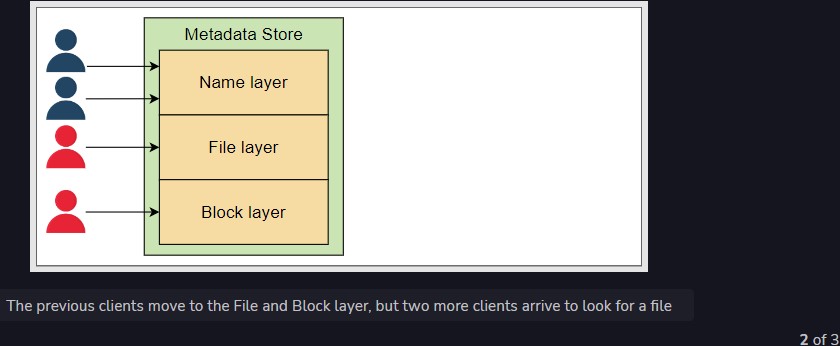 Metadata Store
Name layer
File layer
Block layer
The previous clients move to the File and Block layer, but two more clients arrive to look for a file
2 of 3